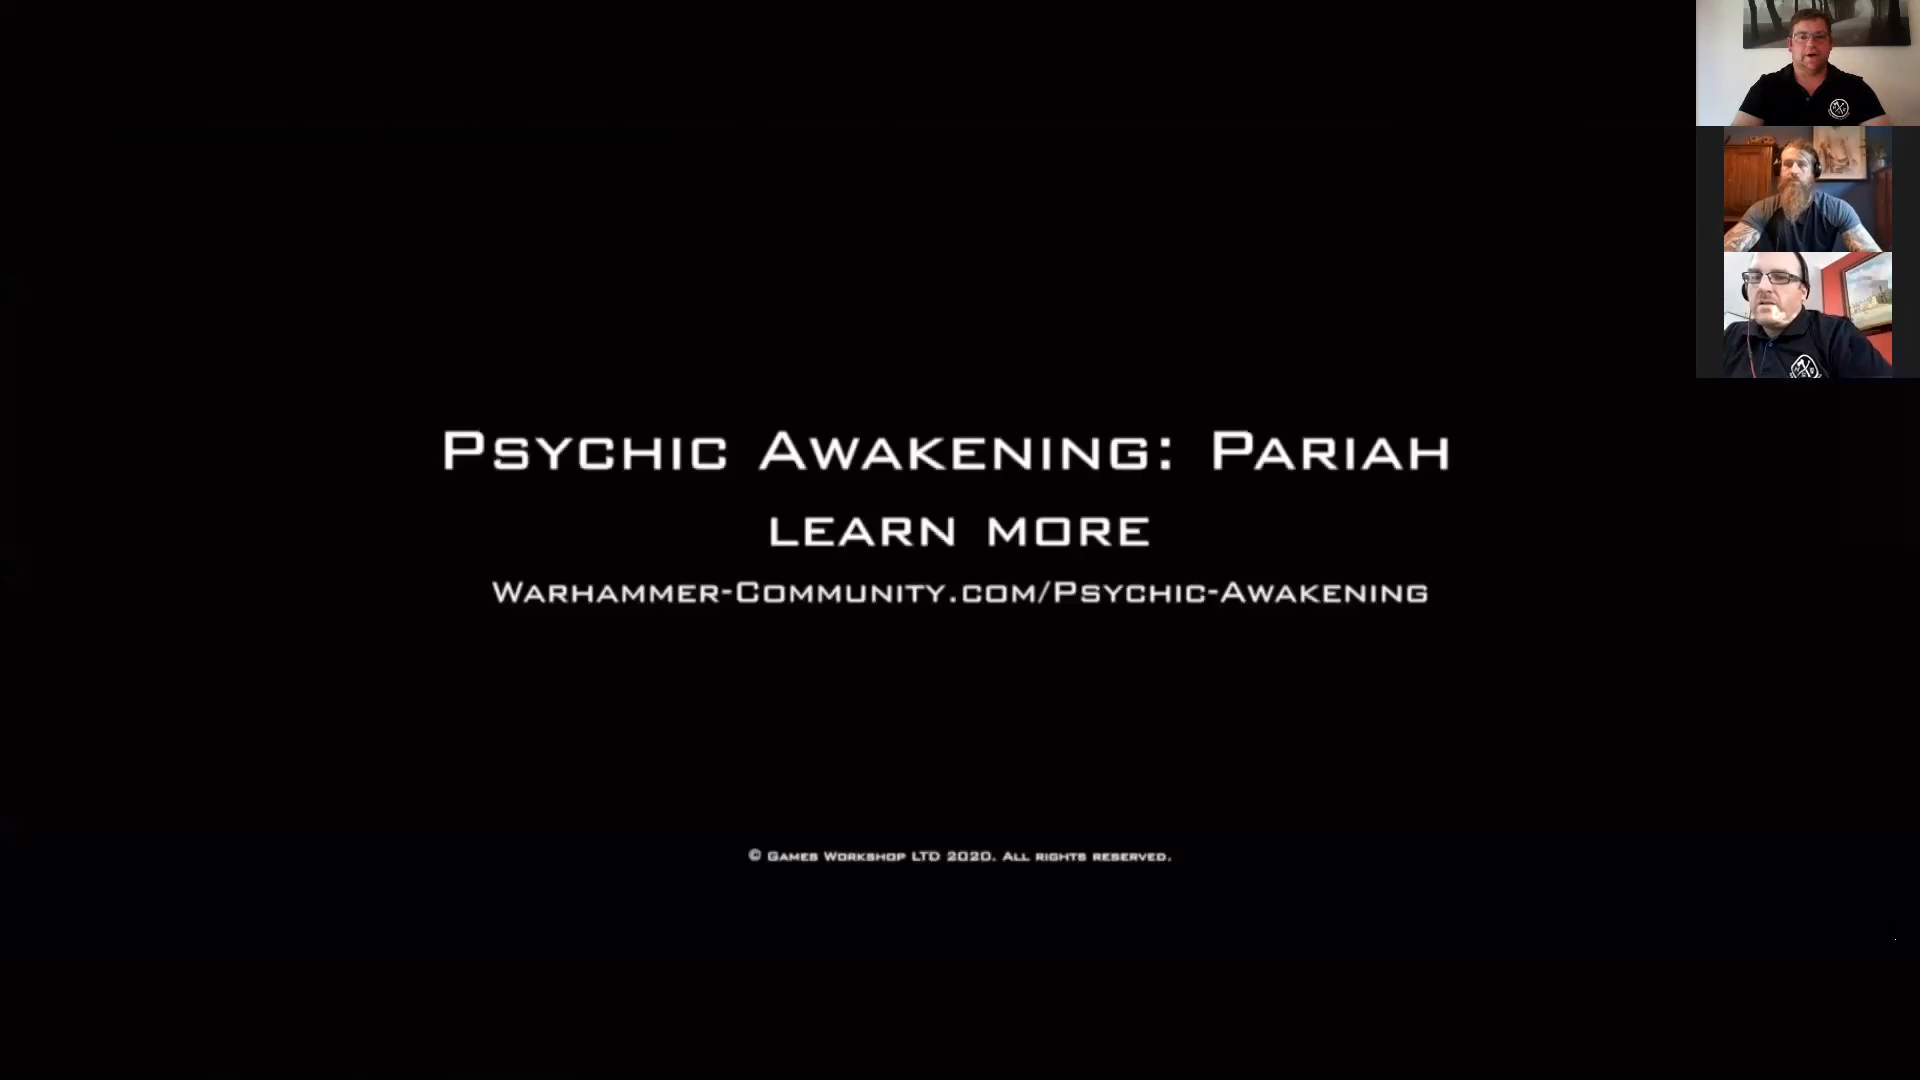 Psychic Awakening: Pariah
LEARN MORE
Warhammer-Community.com/Psychic-Awakening
© Games Workshop LTD 2020. All rights reserved.